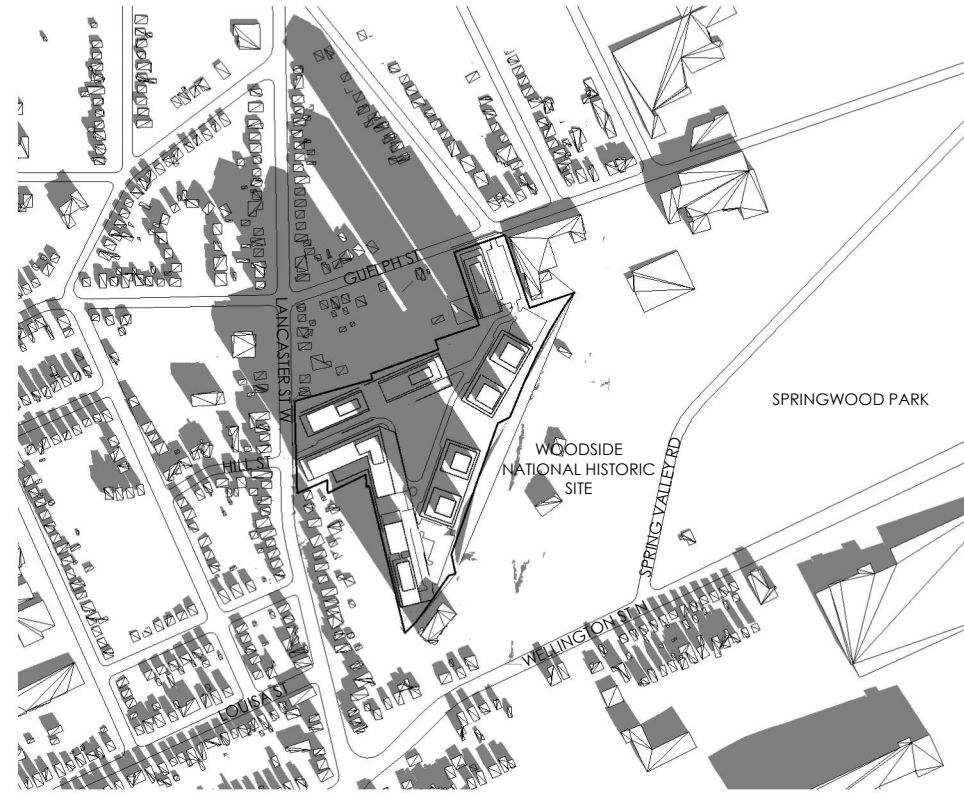 GUELPH ST
LANCASTER ST W
SPRINGWOOD PARK
WOODSIDE
NATIONAL HISTORIC
SITE
HILL ST
SPRING VALLEY RD
WELLINGTON ST N
LOUISA ST